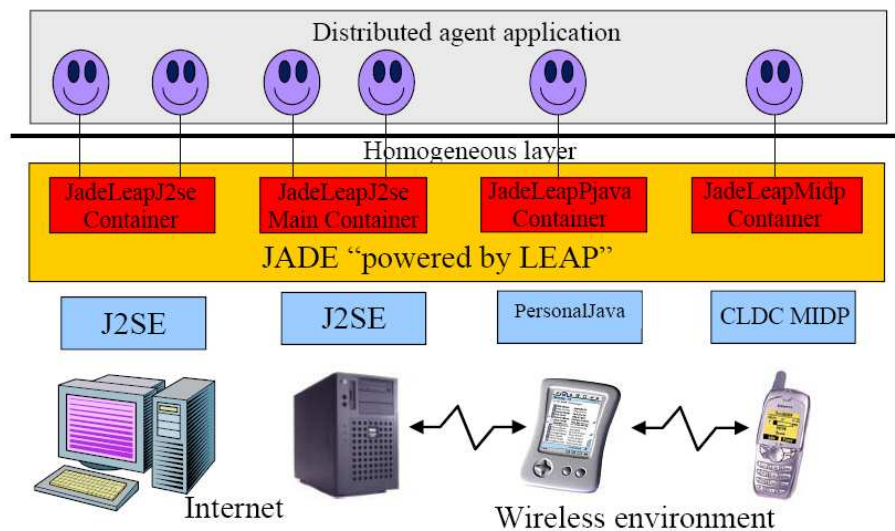 Distributed agent application
Homogeneous layer
JadeLeapJ2se
Container
JadeLeapJ2se
Main Container
JadeLeapPjava
Container
JadeLeapMidp
Container
JADE “powered by LEAP”
J2SE
J2SE
PersonalJava
CLDC MIDP
Internet
Wireless environment